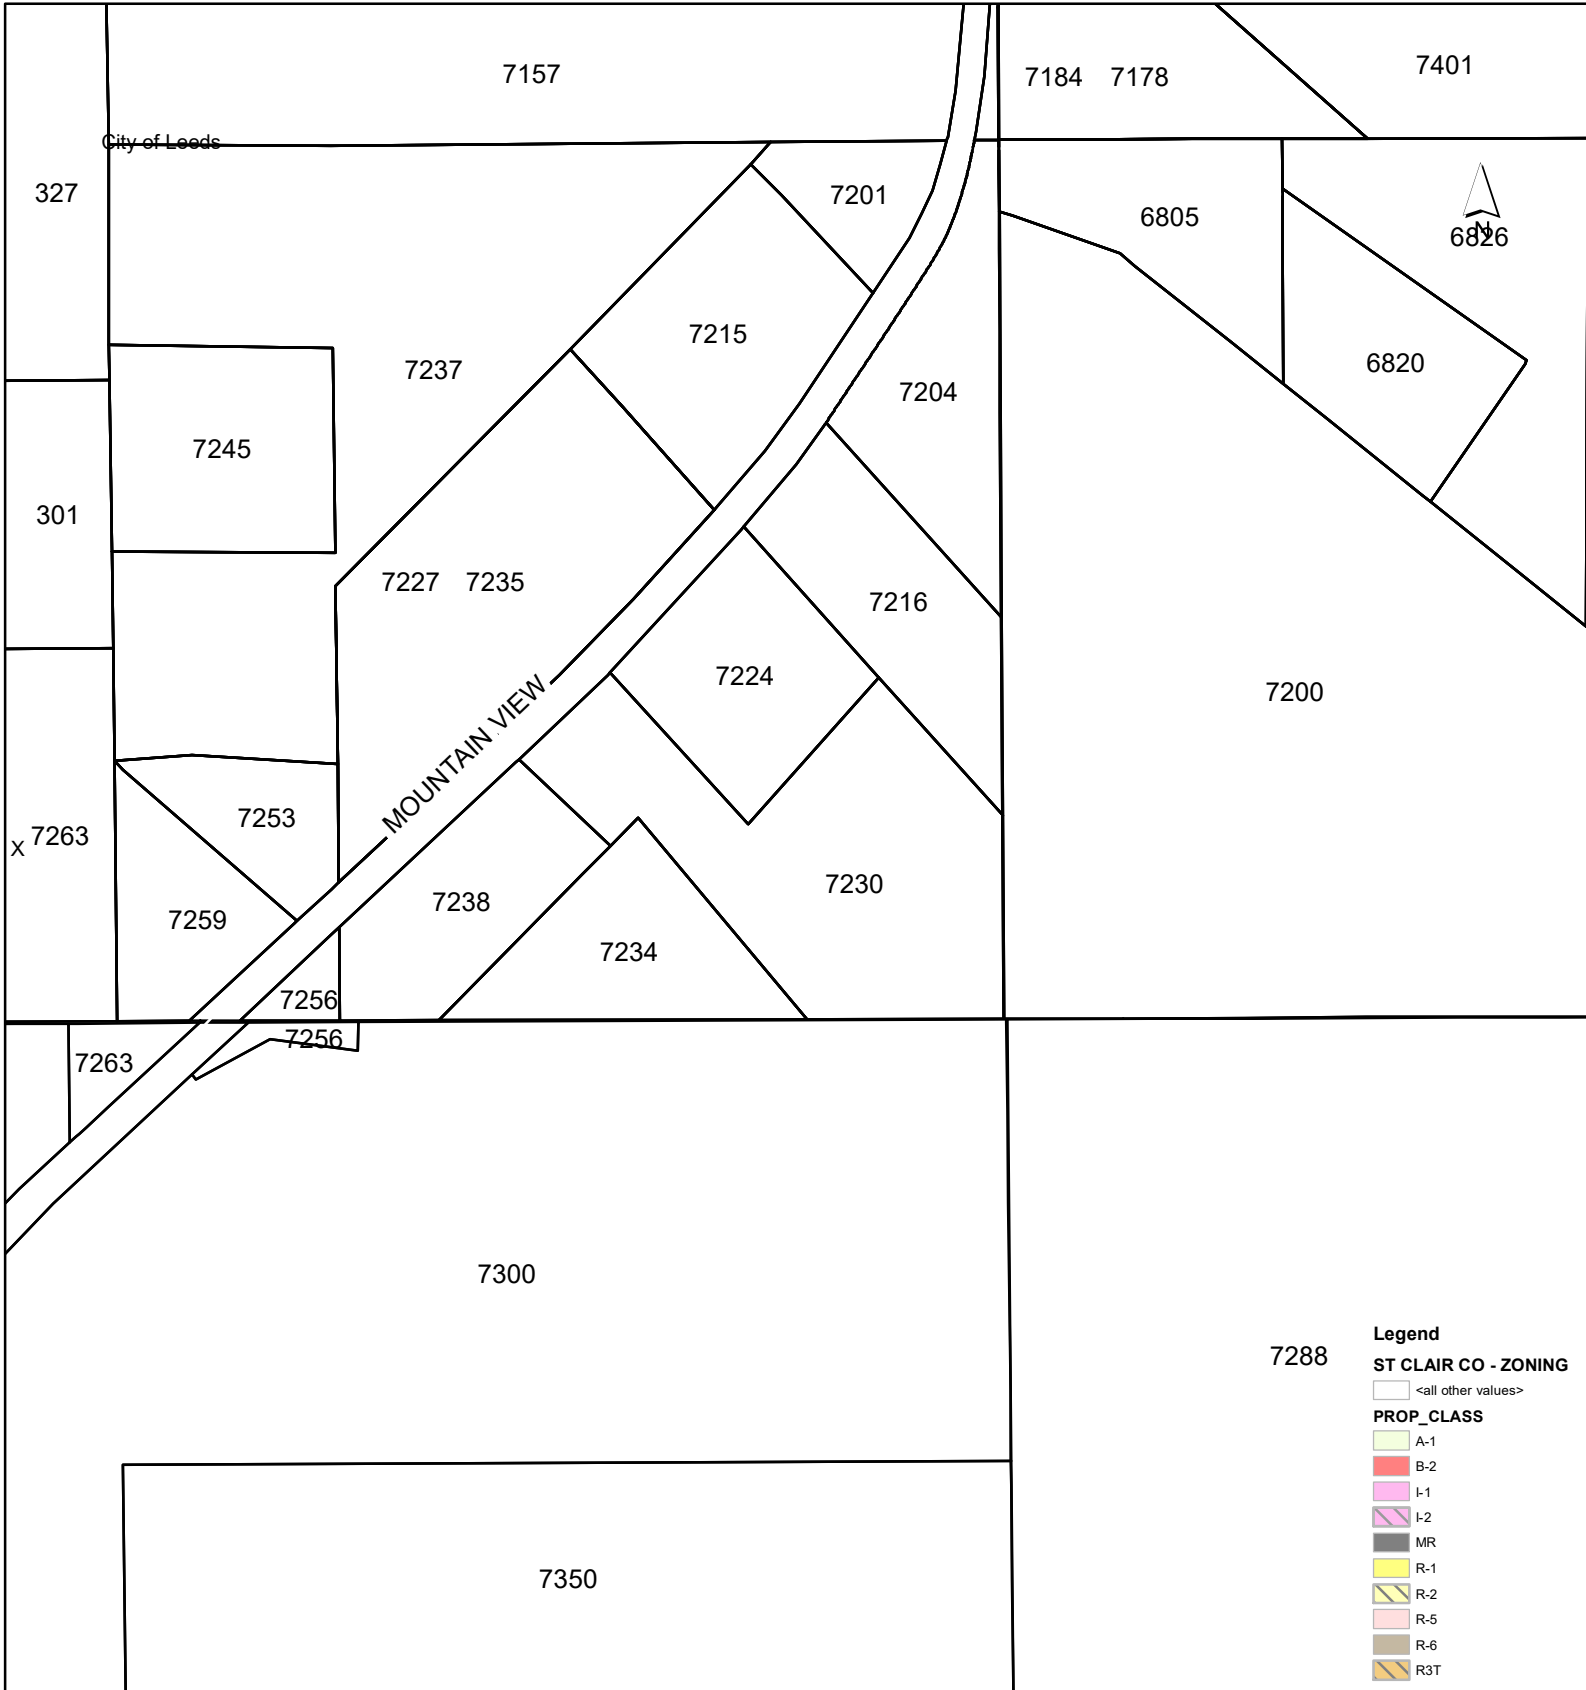 7157
7184 7178
7401
City of Leeds
327
7201
6805
N
6826
7215
7237
7204
6820
7245
301
7227 7235
7216
7224
7200
MOUNTAIN VIEW
7253
X 7263
7230
7238
7259
7234
7256
7256
7263
7300
7288
7350
Legend
ST CLAIR CO - ZONING
<all other values>
PROP_CLASS
A-1
B-2
I-1
I-2
MR
R-1
R-2
R-5
R-6
R3T